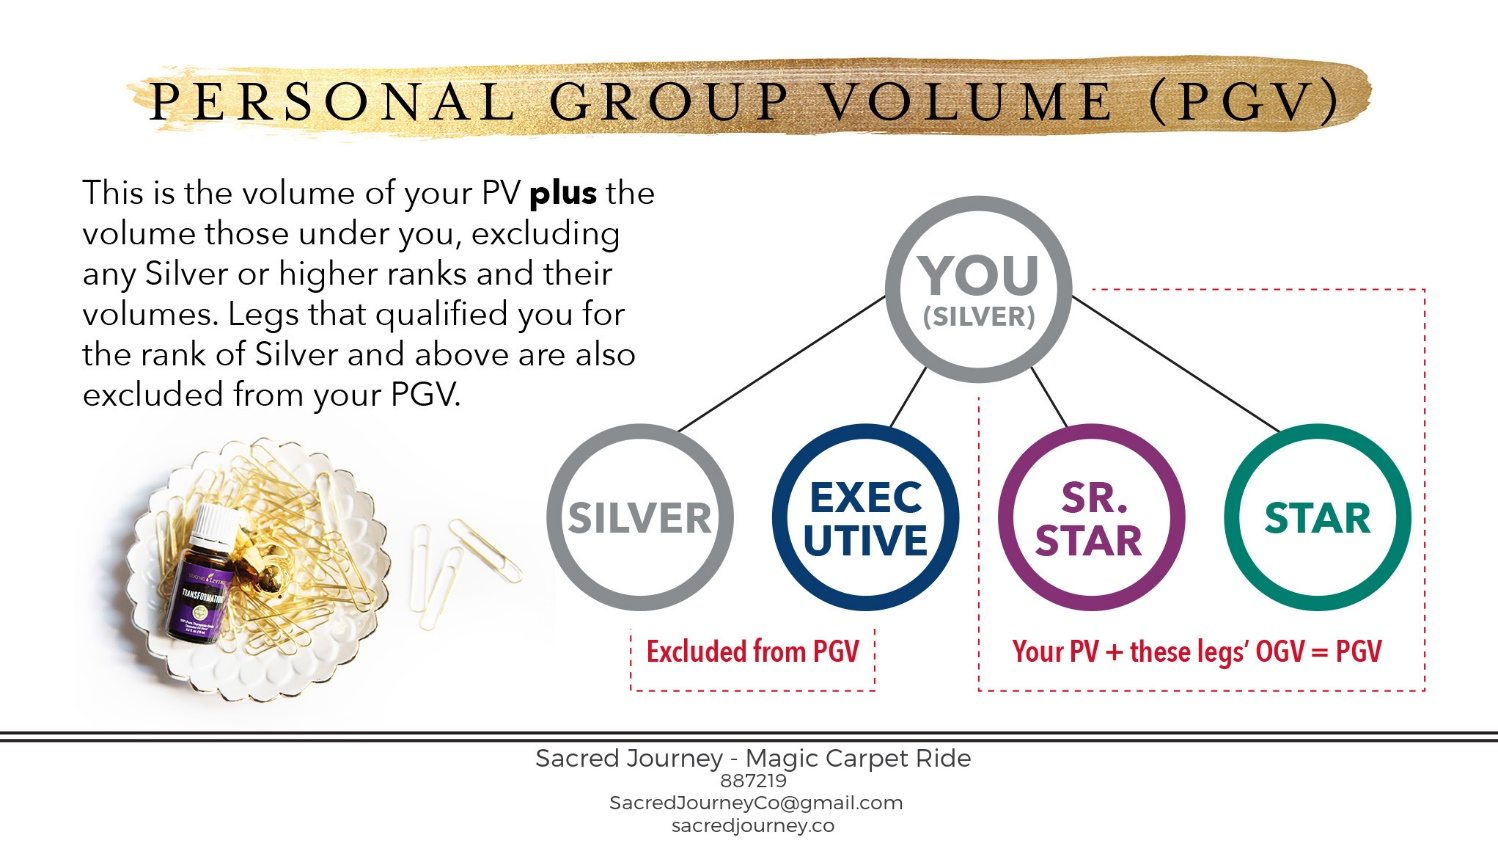 PERSONAL GROUP VOLUME (PGV)
This is the volume of your PV plus the
volume those under you, excluding
any Silver or higher ranks and their
volumes. Legs that qualified you for
the rank of Silver and above are also
excluded from your PGV.
YOU
(SILVER)
SILVER
EXEC
UTIVE
SR.
STAR
STAR
Excluded from PGV
Your PV + these legs’ OGV = PGV
YOUNG LIVING
TRANSFORMATION
Sacred Journey - Magic Carpet Ride
887219
SacredJourneyCo@gmail.com
sacredjourney.co